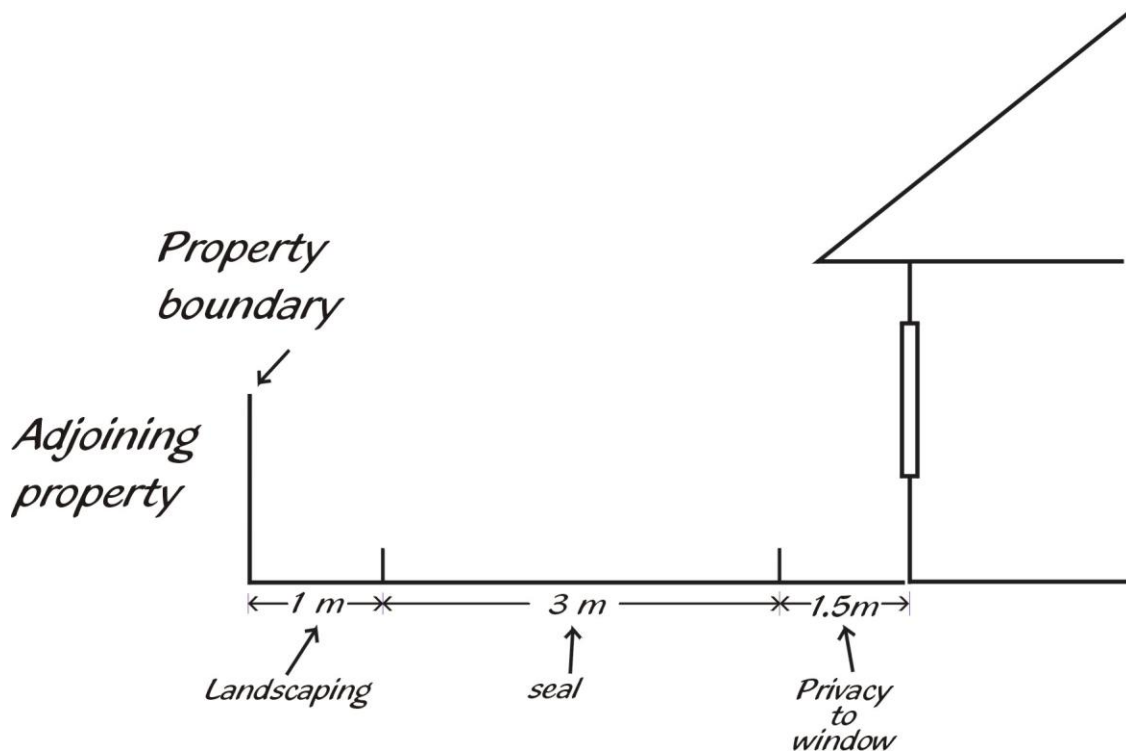 Property
boundary
Adjoining
property
1 m
3 m
1.5m
Landscaping
seal
Privacy
to
window